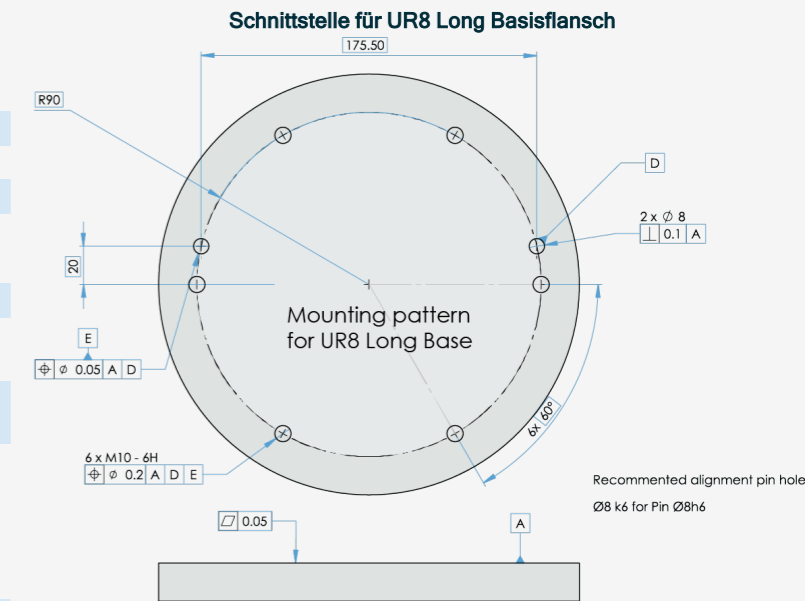 Schnittstelle für UR8 Long Basisflansch
175.50
R90
D
2 x ⌀ 8
⟂ 0.1 A
20
Mounting pattern
for UR8 Long Base
E
⌖ ⌀ 0.05 A D
6x 60°
6 x M10 - 6H
⌖ ⌀ 0.2 A D E
Recommented alignment pin hole
Ø8 k6 for Pin Ø8h6
⏥ 0.05
A